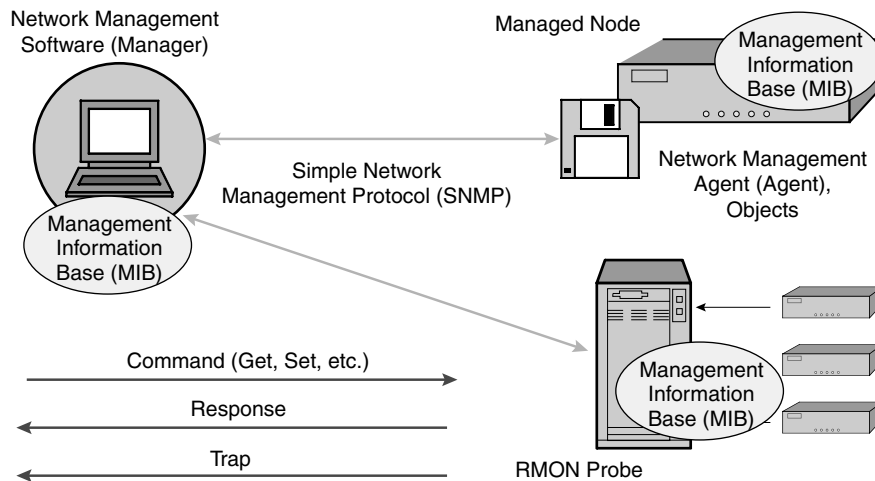 Network Management
Software (Manager)
Managed Node
Management
Information
Base (MIB)
Simple Network
Management Protocol (SNMP)
Network Management
Agent (Agent),
Objects
Management
Information
Base (MIB)
Command (Get, Set, etc.)
Response
Trap
Management
Information
Base (MIB)
RMON Probe